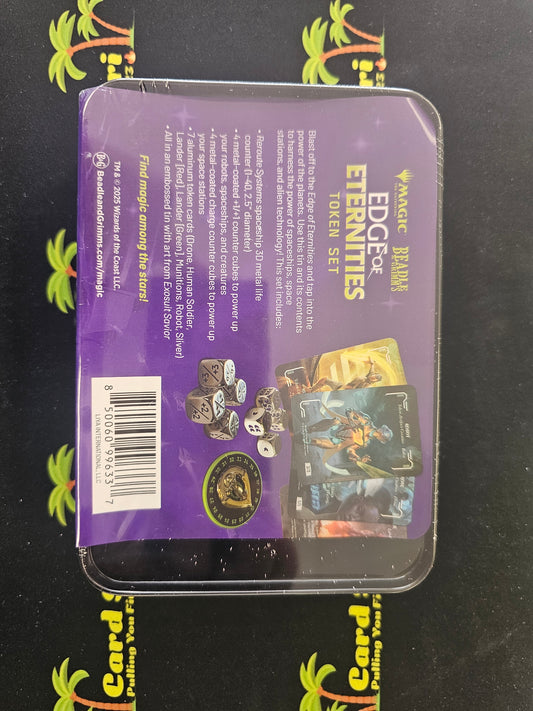 MAGIC
BEADLE & GRIMM'S
EDGE OF
ETERNITIES
TOKEN SET
Blast off to the Edge of Eternities and tap into the
power of the planets. Use this tin and its contents
to harness the power of spaceships, space
stations, and alien technology! This set includes:
• Reroute Systems spaceship 3D metal life
counter (1-40, 2.5" diameter)
• 4 metal-coated +1/+1 counter cubes to power up
your robots, spaceships, and creatures
• 4 metal-coated charge counter cubes to power up
your space stations
• 7 aluminum token cards (Drone, Human Soldier,
Lander [Red], Lander [Green], Munitions, Robot, Sliver)
• All in an embossed tin with art from Exosuit Savior
Find magic among the stars!
TM & © 2025 Wizards of the Coast LLC.
BeadleandGrimms.com/magic
8 50060 99633 7
LIYA INTERNATIONAL, LLC
Card S
Pulling You Fi